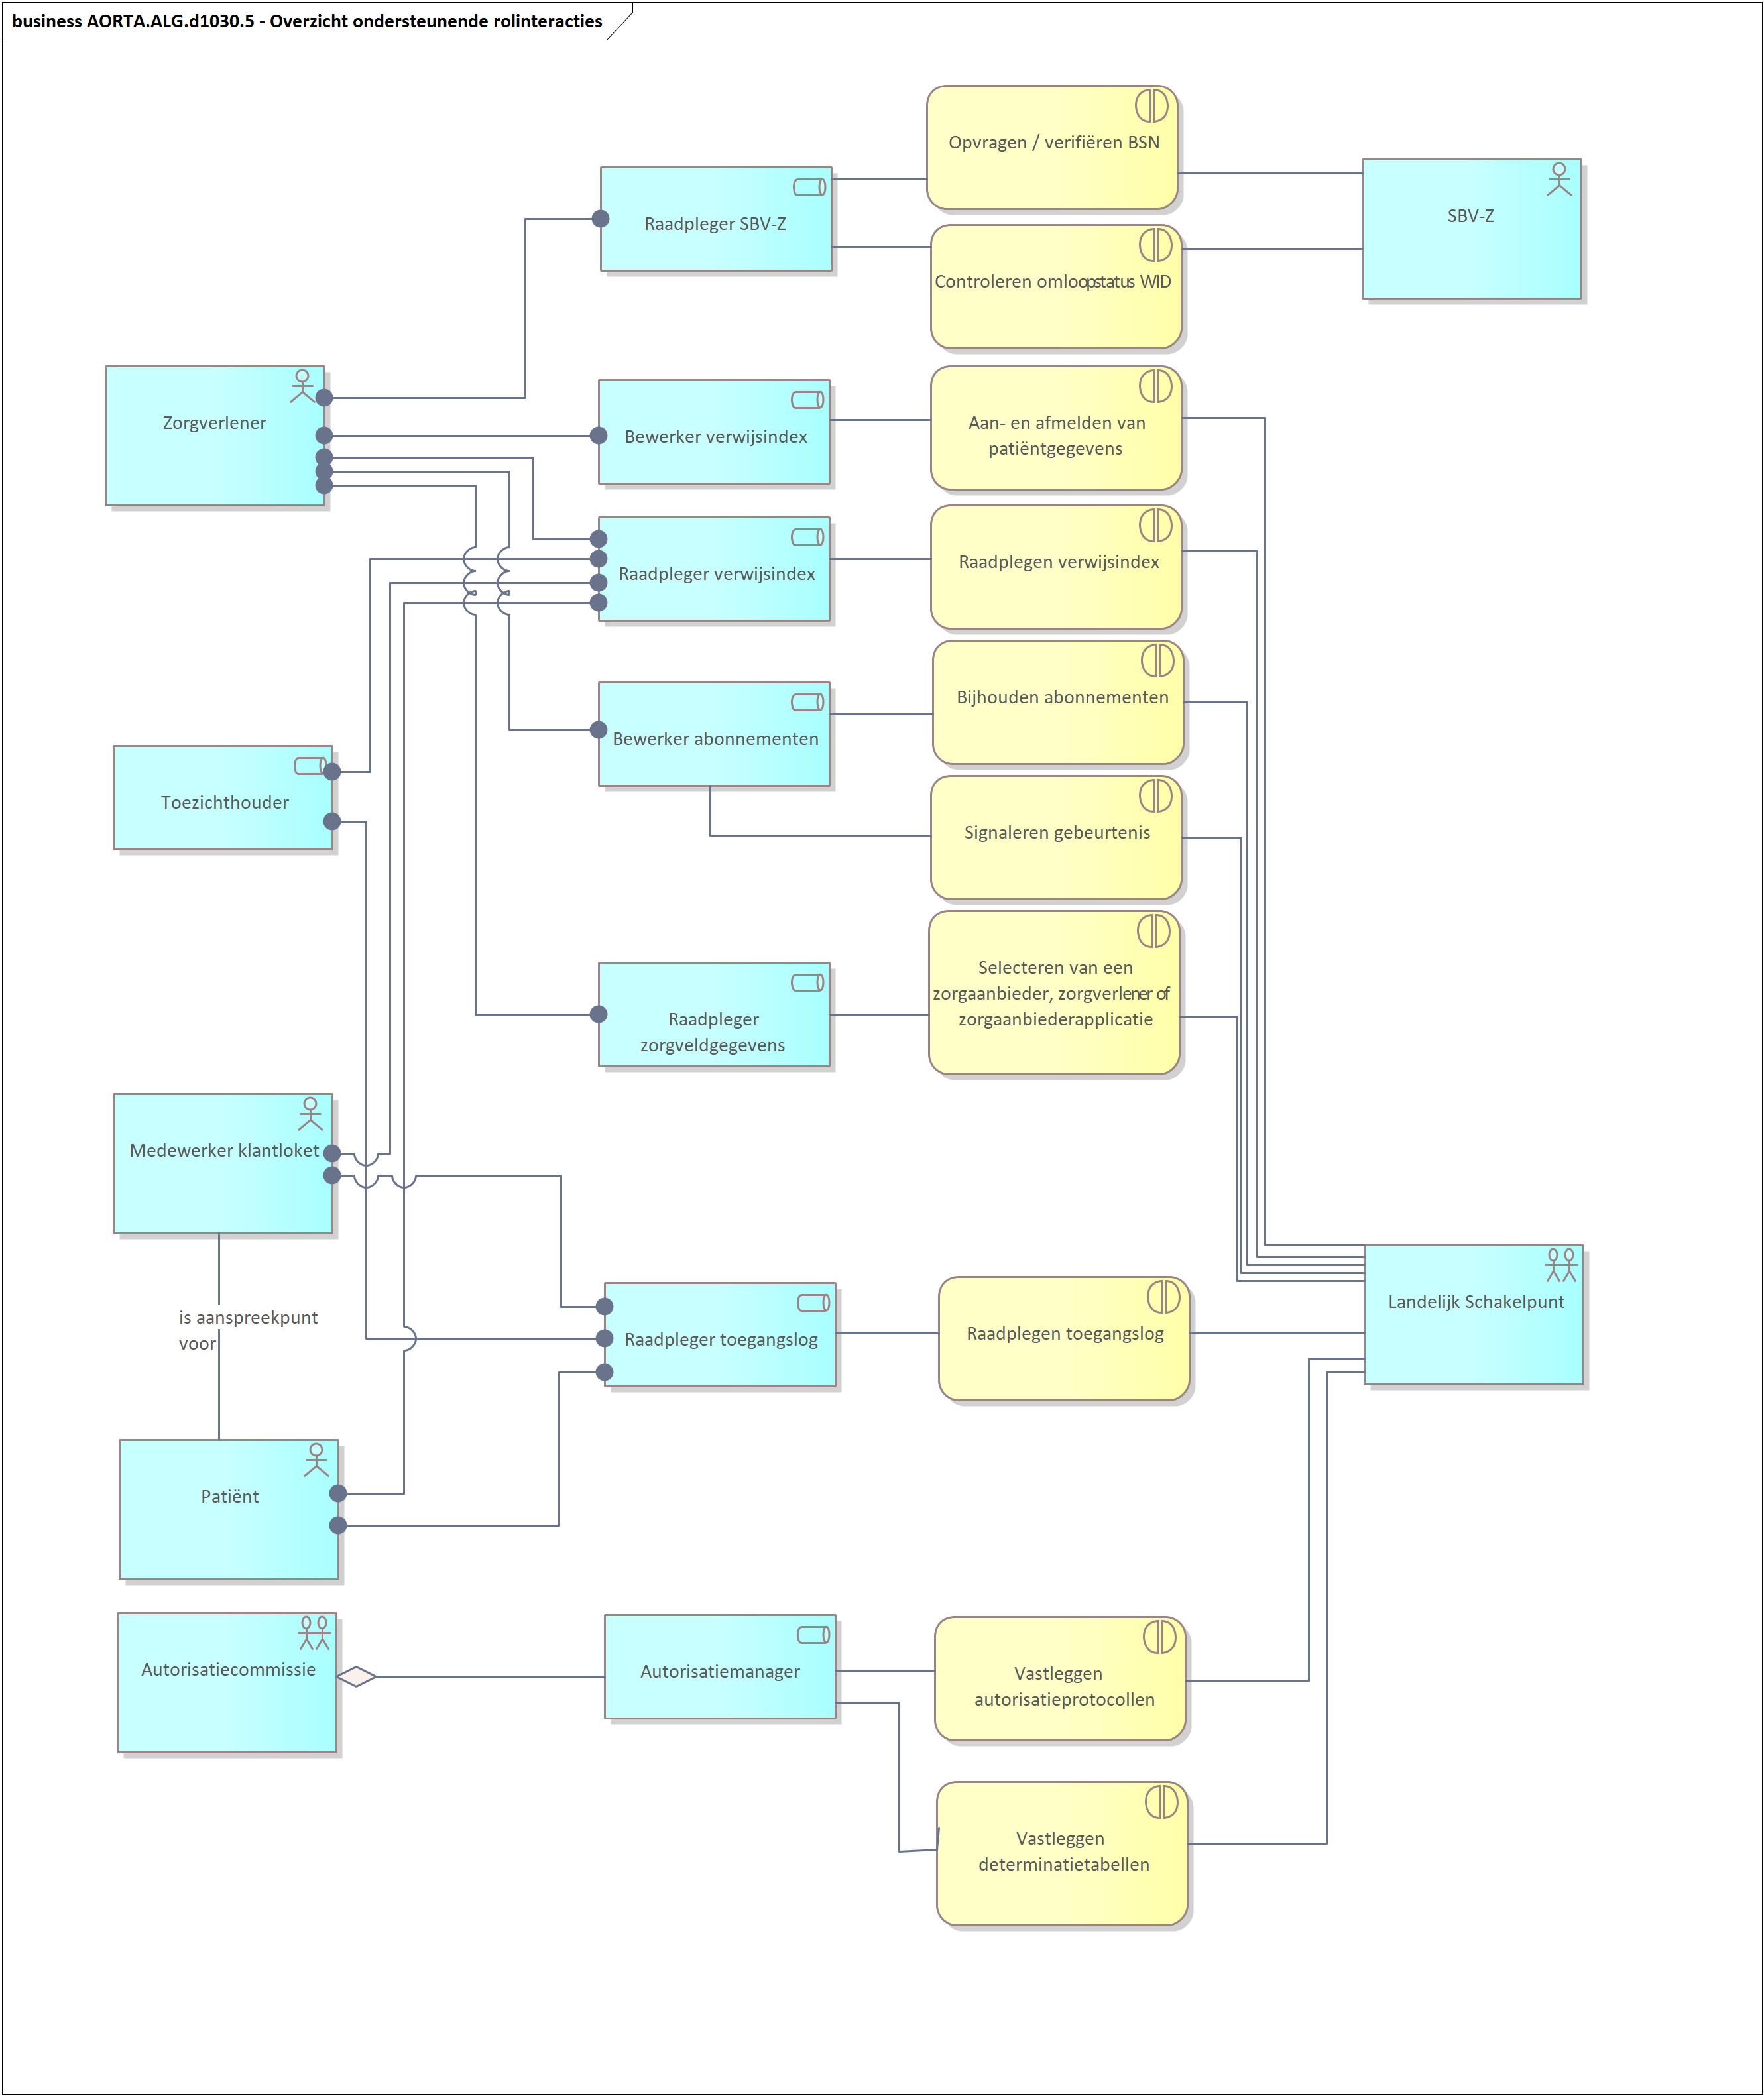 business AORTA.ALG.d1030.5 - Overzicht ondersteunende rolinteracties
Opvragen / verifiëren BSN
Raadpleger SBV-Z
SBV-Z
Controleren omloopstatus WID
Zorgverlener
Bewerker verwijsindex
Aan- en afmelden van
patiëntgegevens
Raadpleger verwijsindex
Raadplegen verwijsindex
Bewerker abonnementen
Bijhouden abonnementen
Toezichthouder
Signaleren gebeurtenis
Raadpleger
zorgveldgegevens
Selecteren van een
zorgaanbieder, zorgverlener of
zorgaanbiederapplicatie
Medewerker klantloket
is aanspreekpunt
voor
Raadpleger toegangslog
Raadplegen toegangslog
Landelijk Schakelpunt
Patiënt
Autorisatiecommissie
Autorisatiemanager
Vastleggen
autorisatieprotocollen
Vastleggen
determinatietabellen